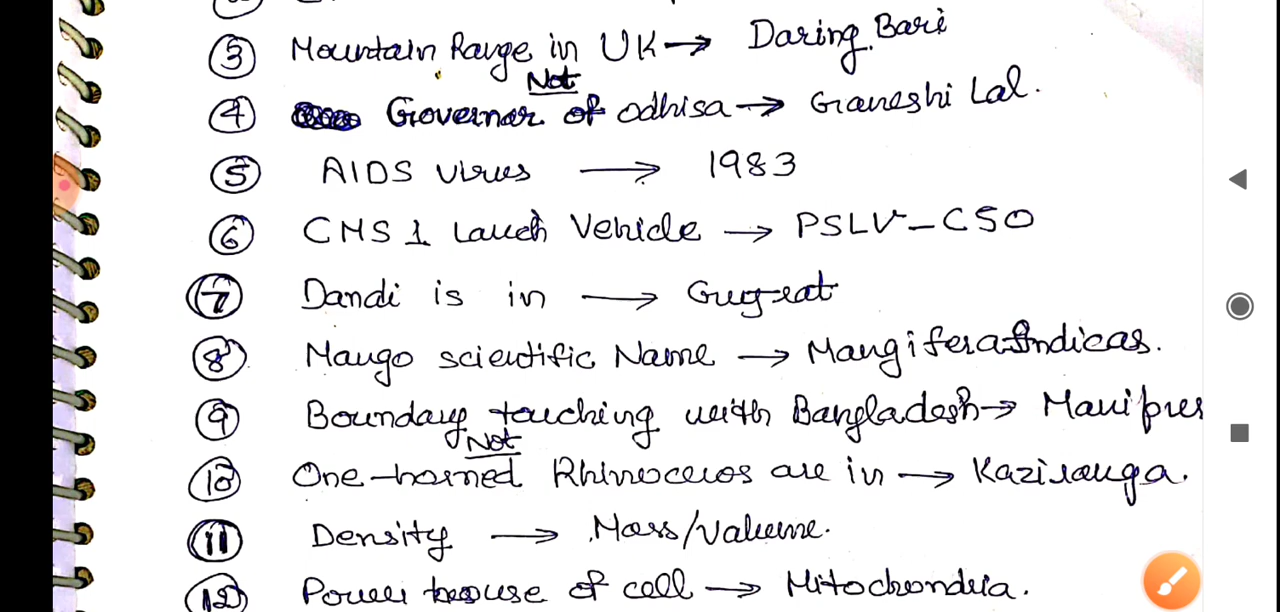 ③ Mountain Range in UK → Daring Bari
Not
④ Governor of odhisa → Ganeshi Lal.
⑤ AIDS virus → 1983
⑥ CMS 1 Lauch Vehicle → PSLV-C50
⑦ Dandi is in → Gugrat
⑧ Mango scientific Name → Mangifera Indicas.
⑨ Boundary touching with Bangladesh → Manipur
Not
⑩ One-horned Rhinoceros are in → Kaziranga.
⑪ Density → Mass/Valume.
⑫ Power house of cell → Mitochondria.